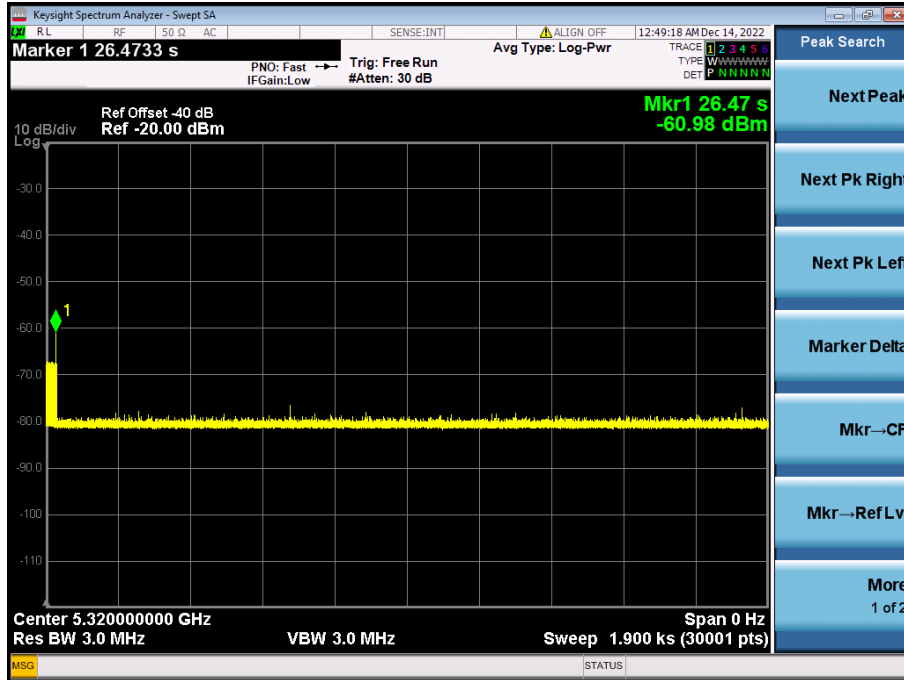 Keysight Spectrum Analyzer - Swept SA
LXI RL RF 50 Ω AC SENSE:INT ALIGN OFF 12:49:18 AM Dec 14, 2022
Marker 1 26.4733 s
PNO: Fast
IFGain:Low
Trig: Free Run
#Atten: 30 dB
Avg Type: Log-Pwr
TRACE 1 2 3 4 5 6
TYPE WWWWWWW
DET P N N N N N
Mkr1 26.47 s
-60.98 dBm
Ref Offset -40 dB
10 dB/div Ref -20.00 dBm
Log
-30.0
-40.0
-50.0
1
-60.0
-70.0
-80.0
-90.0
-100
-110
Center 5.320000000 GHz Span 0 Hz
Res BW 3.0 MHz VBW 3.0 MHz Sweep 1.900 ks (30001 pts)
MSG STATUS
Peak Search
Next Peak
Next Pk Right
Next Pk Left
Marker Delta
Mkr→CF
Mkr→Ref Lv
More
1 of 2